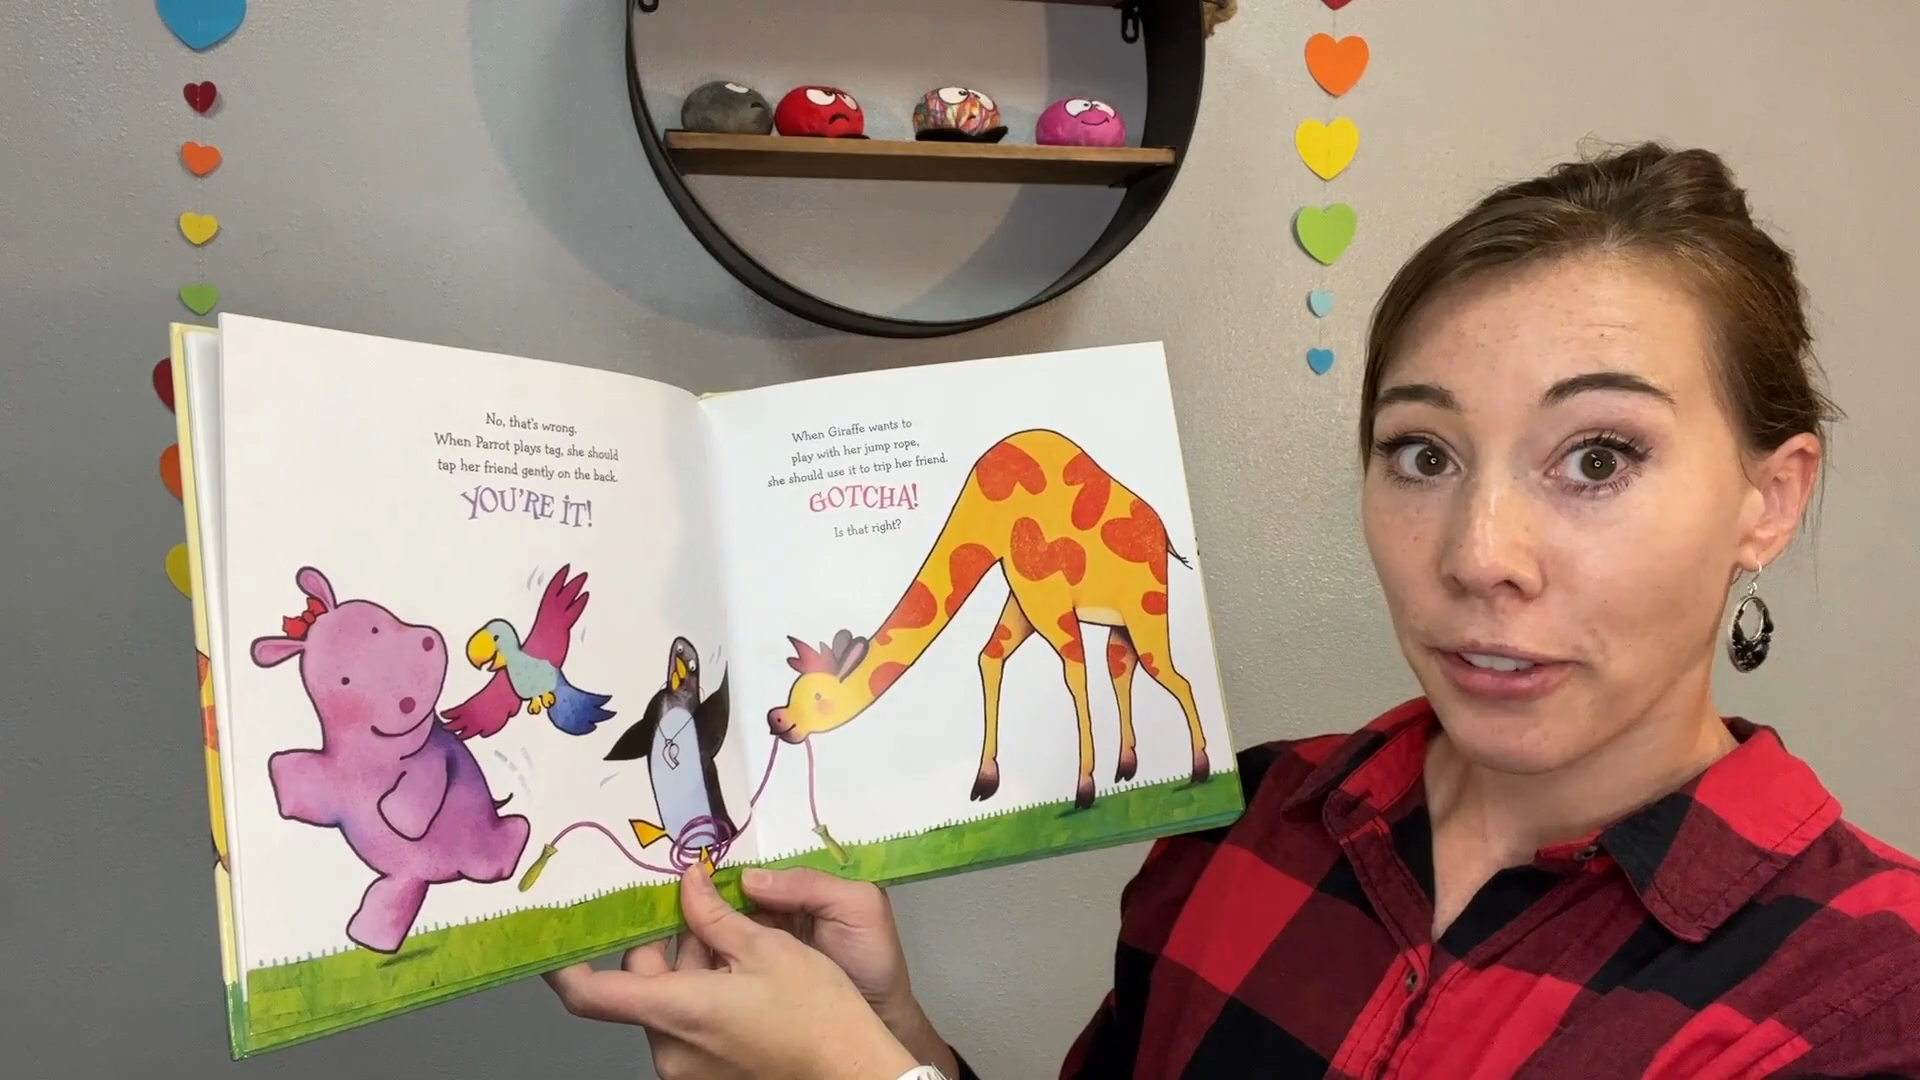 No, that's wrong.
When Parrot plays tag, she should
tap her friend gently on the back.
YOU'RE IT!
When Giraffe wants to
play with her jump rope,
she should use it to trip her friend.
GOTCHA!
Is that right?